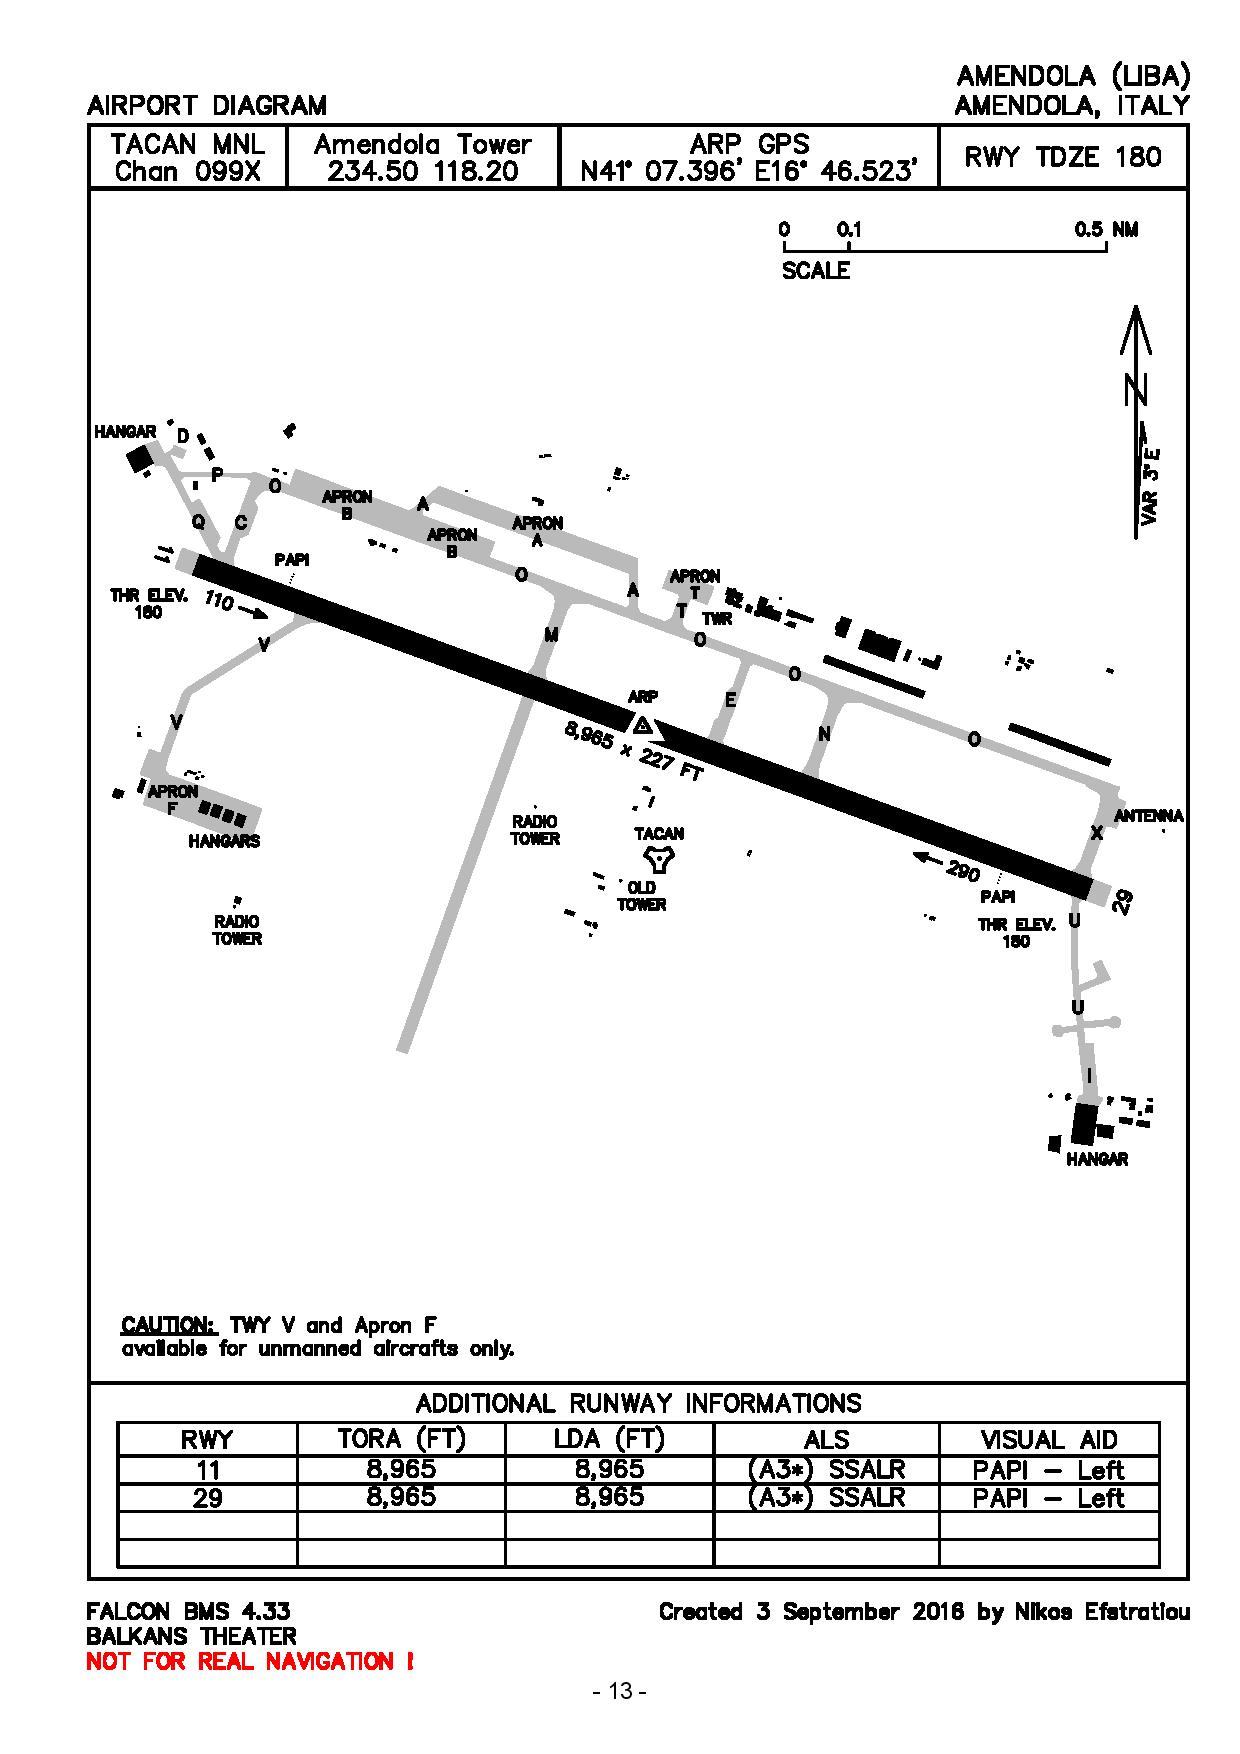 AMENDOLA (LIBA)
AIRPORT DIAGRAM
AMENDOLA, ITALY
TACAN MNL
Chan 099X
Amendola Tower
234.50 118.20
ARP GPS
N41° 07.396' E16° 46.523'
RWY TDZE 180
0 0.1 0.5 NM
SCALE
N
VAR 3° E
HANGAR
D
P
O
APRON
B
A
APRON
B
APRON
A
Q
C
11
PAPI
O
A
APRON
T
T
TWR
THR ELEV.
180
110
V
M
O
O
ARP
E
V
8,965 x 227 FT
N
O
APRON
F
HANGARS
RADIO
TOWER
TACAN
ANTENNA
X
290
OLD
TOWER
PAPI
29
RADIO
TOWER
THR ELEV.
180
U
U
I
HANGAR
CAUTION: TWY V and Apron F
available for unmanned aircrafts only.
ADDITIONAL RUNWAY INFORMATIONS
RWY TORA (FT) LDA (FT) ALS VISUAL AID
11 8,965 8,965 (A3*) SSALR PAPI – Left
29 8,965 8,965 (A3*) SSALR PAPI – Left
FALCON BMS 4.33
Created 3 September 2016 by Nikos Efstratiou
BALKANS THEATER
NOT FOR REAL NAVIGATION !
- 13 -